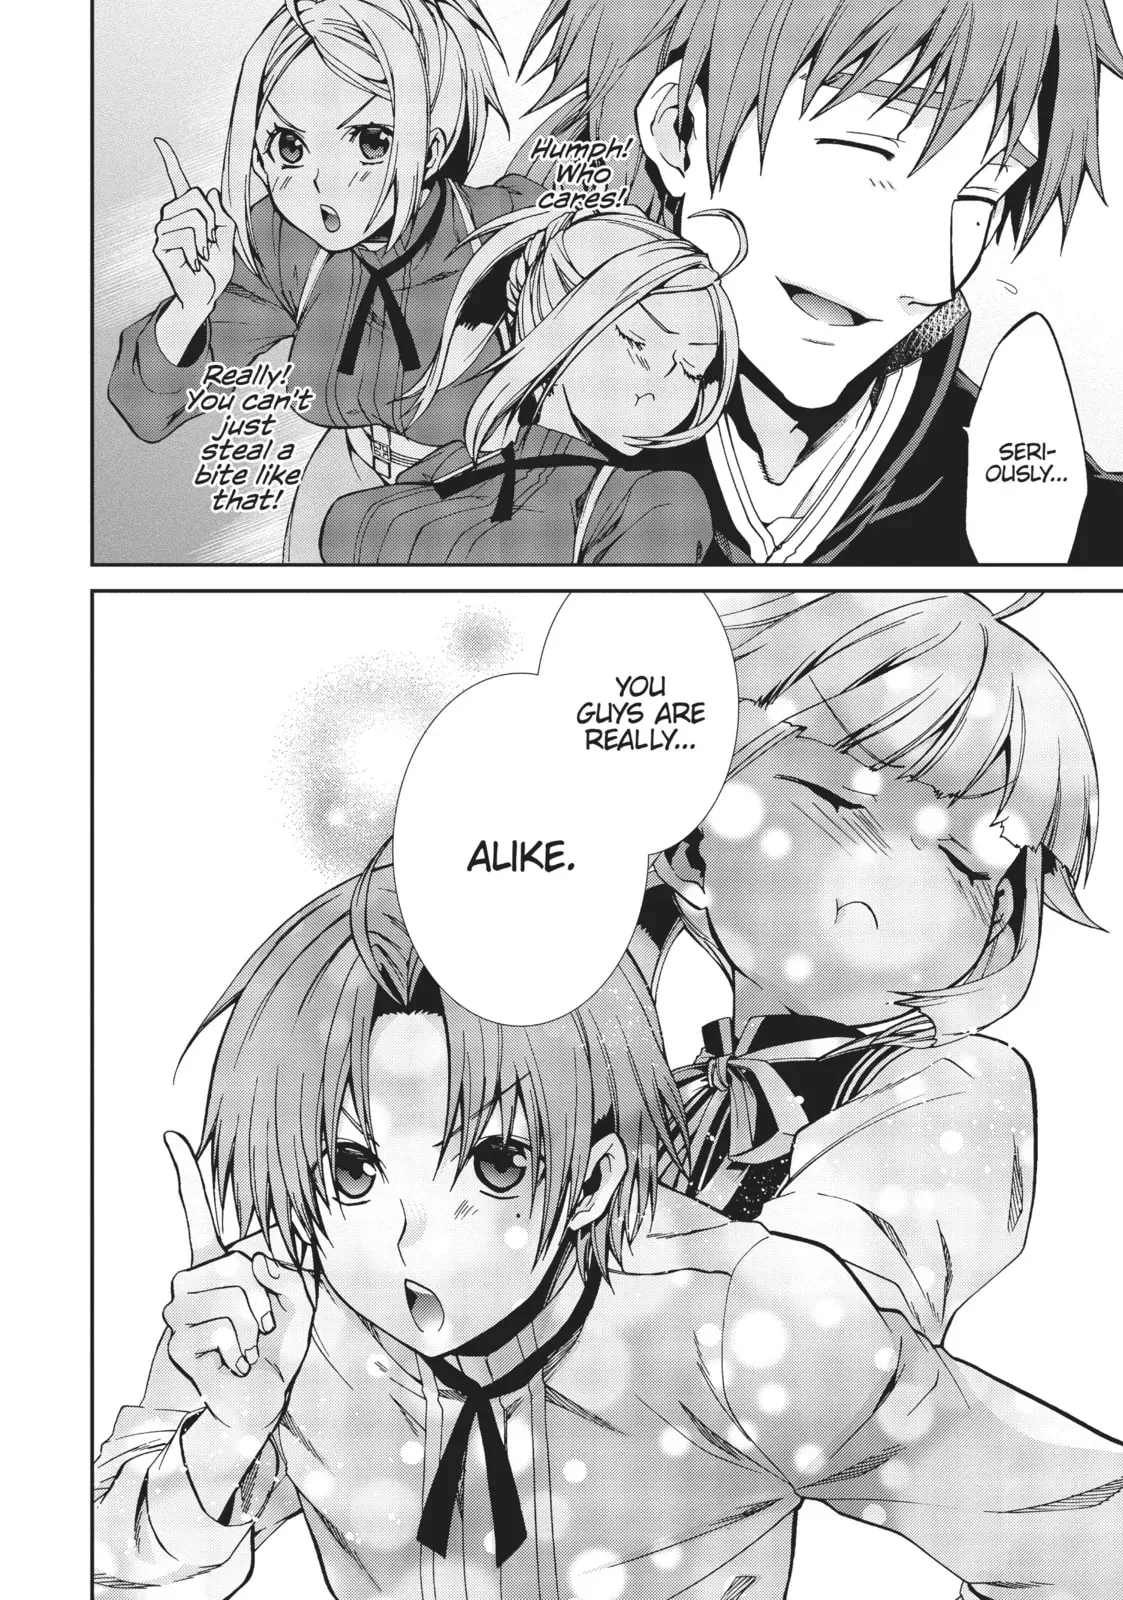 Humph!
Who
cares!
Really!
You can't
just
steal a
bite like
that!
SERI-
OUSLY...
YOU
GUYS ARE
REALLY...
ALIKE.